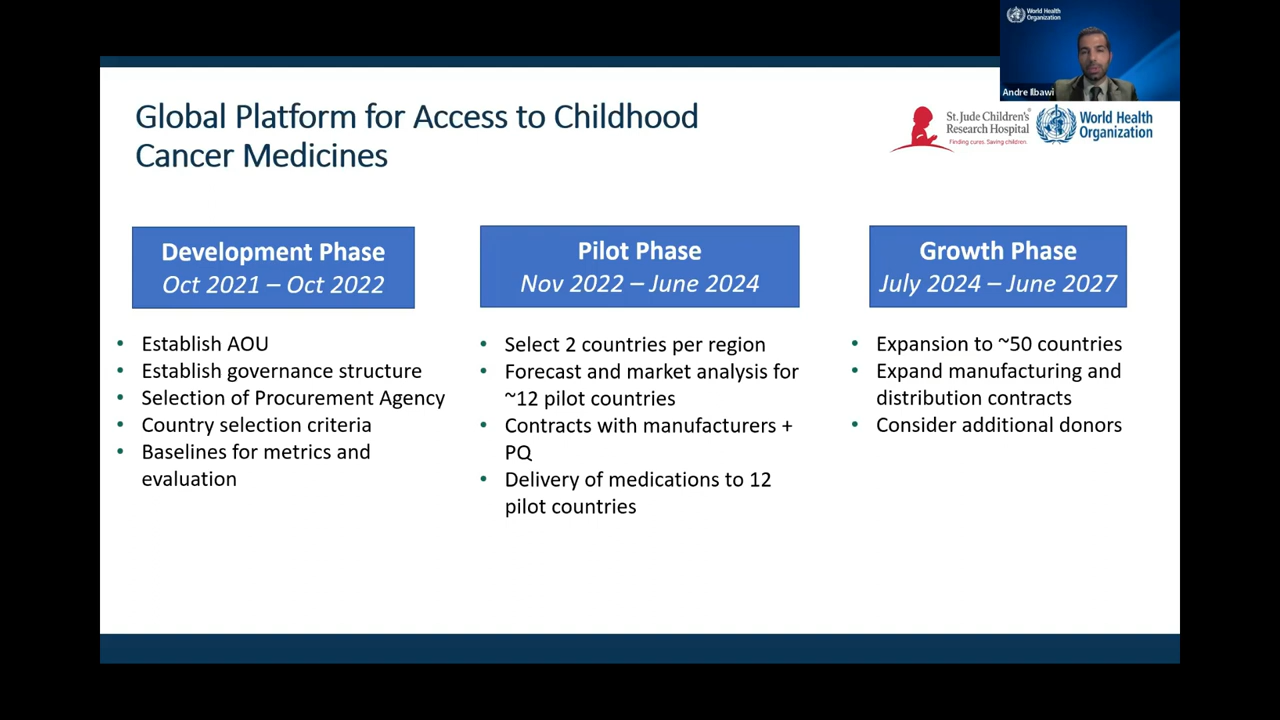 World Health
Organization
Andre Ilbawi
Global Platform for Access to Childhood
Cancer Medicines
St. Jude Children's
Research Hospital
Finding cures. Saving children.
World Health
Organization
Development Phase
Oct 2021 – Oct 2022
• Establish AOU
• Establish governance structure
• Selection of Procurement Agency
• Country selection criteria
• Baselines for metrics and
evaluation
Pilot Phase
Nov 2022 – June 2024
• Select 2 countries per region
• Forecast and market analysis for
~12 pilot countries
• Contracts with manufacturers +
PQ
• Delivery of medications to 12
pilot countries
Growth Phase
July 2024 – June 2027
• Expansion to ~50 countries
• Expand manufacturing and
distribution contracts
• Consider additional donors